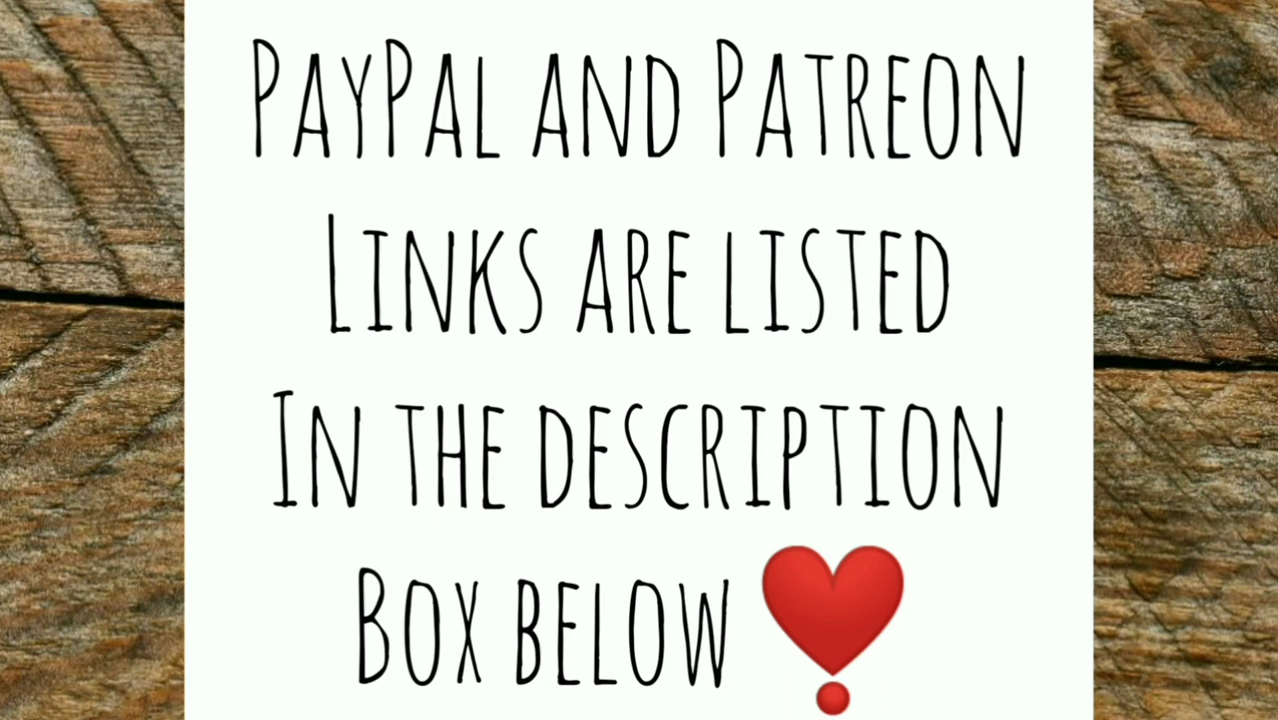 PayPal and Patreon
Links are listed
In the description
Box below ❣